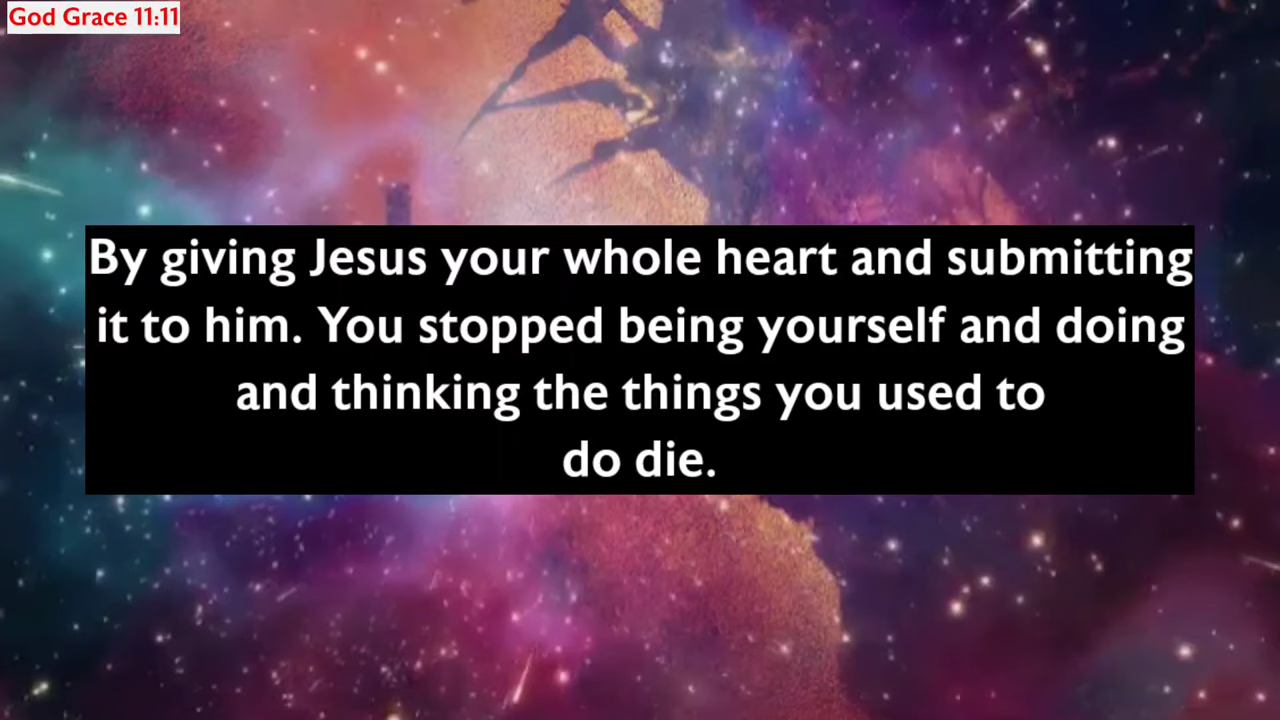 God Grace 11:11
By giving Jesus your whole heart and submitting
it to him. You stopped being yourself and doing
and thinking the things you used to
do die.